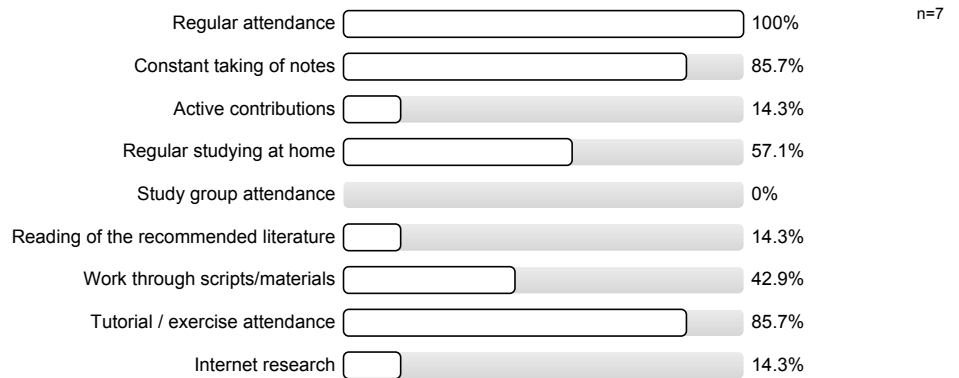 Regular attendance 100% n=7
Constant taking of notes 85.7%
Active contributions 14.3%
Regular studying at home 57.1%
Study group attendance 0%
Reading of the recommended literature 14.3%
Work through scripts/materials 42.9%
Tutorial / exercise attendance 85.7%
Internet research 14.3%